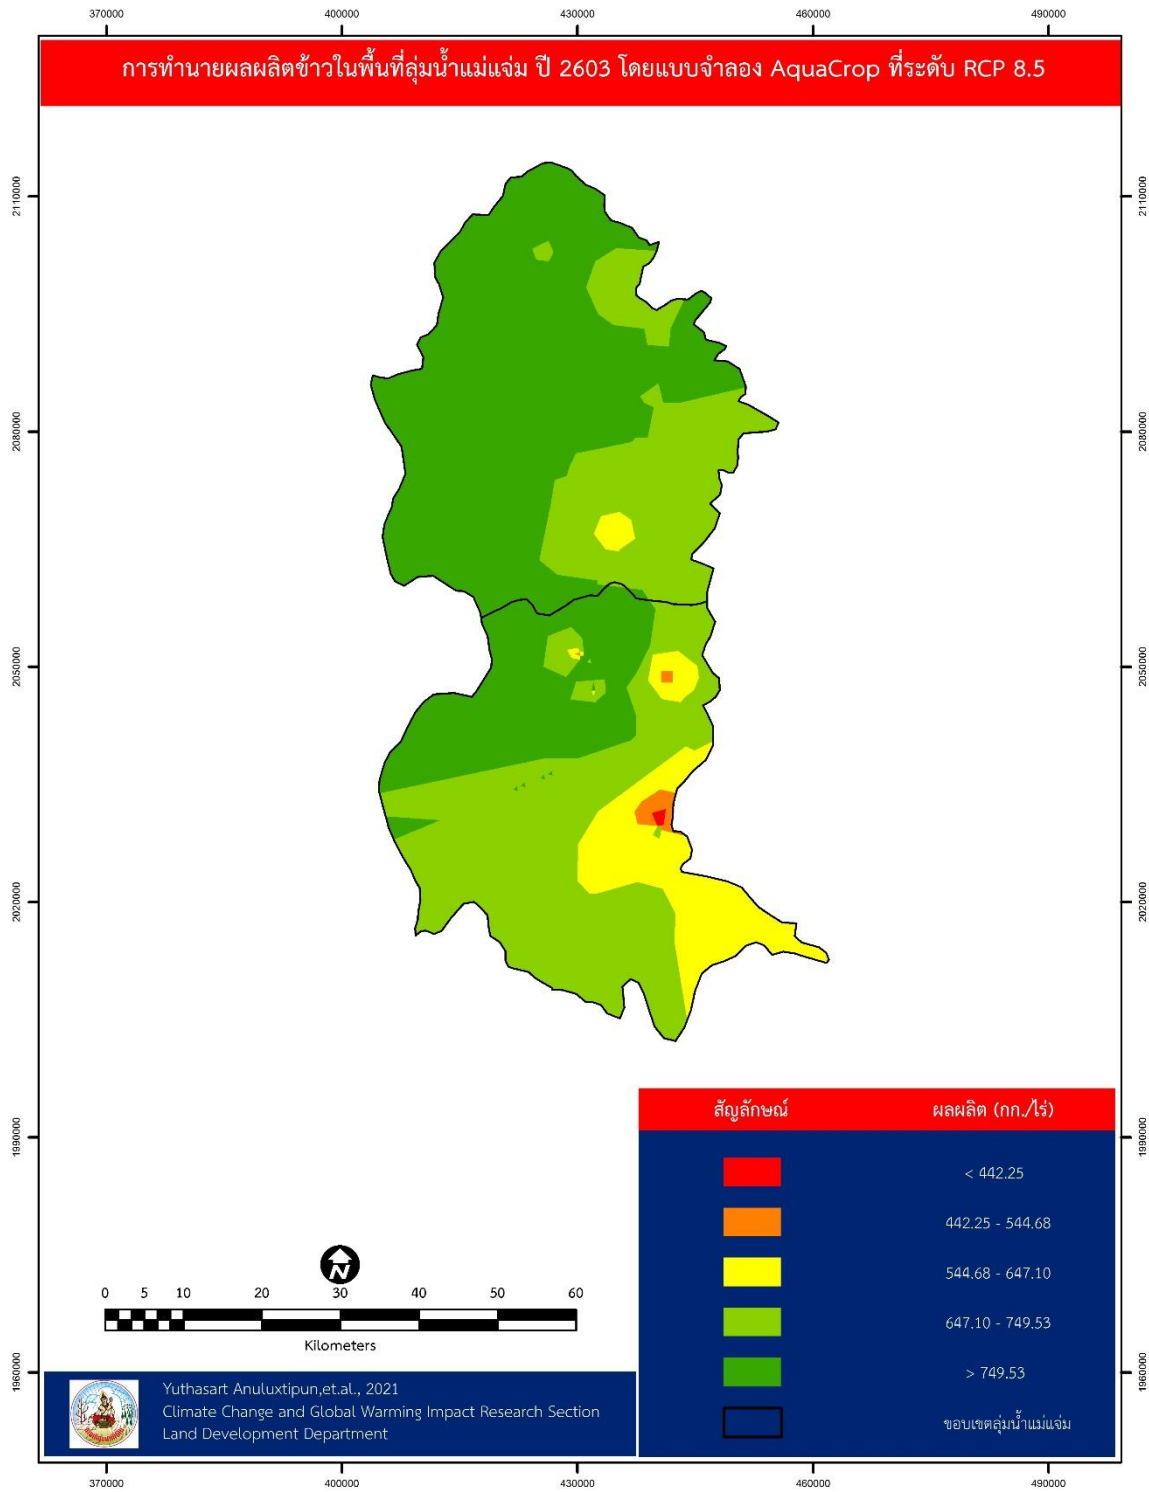 370000 400000 430000 460000 490000
การทำนายผลผลิตข้าวในพื้นที่ลุ่มน้ำแม่แจ่ม ปี 2603 โดยแบบจำลอง AquaCrop ที่ระดับ RCP 8.5
2110000 2110000
2080000 2080000
2050000 2050000
2020000 2020000
1990000 1990000
1960000 1960000
สัญลักษณ์ ผลผลิต (กก./ไร่)
< 442.25
442.25 - 544.68
544.68 - 647.10
647.10 - 749.53
> 749.53
ขอบเขตลุ่มน้ำแม่แจ่ม
N
0 5 10 20 30 40 50 60
Kilometers
Yuthasart Anuluxtipun,et.al., 2021
Climate Change and Global Warming Impact Research Section
Land Development Department
370000 400000 430000 460000 490000